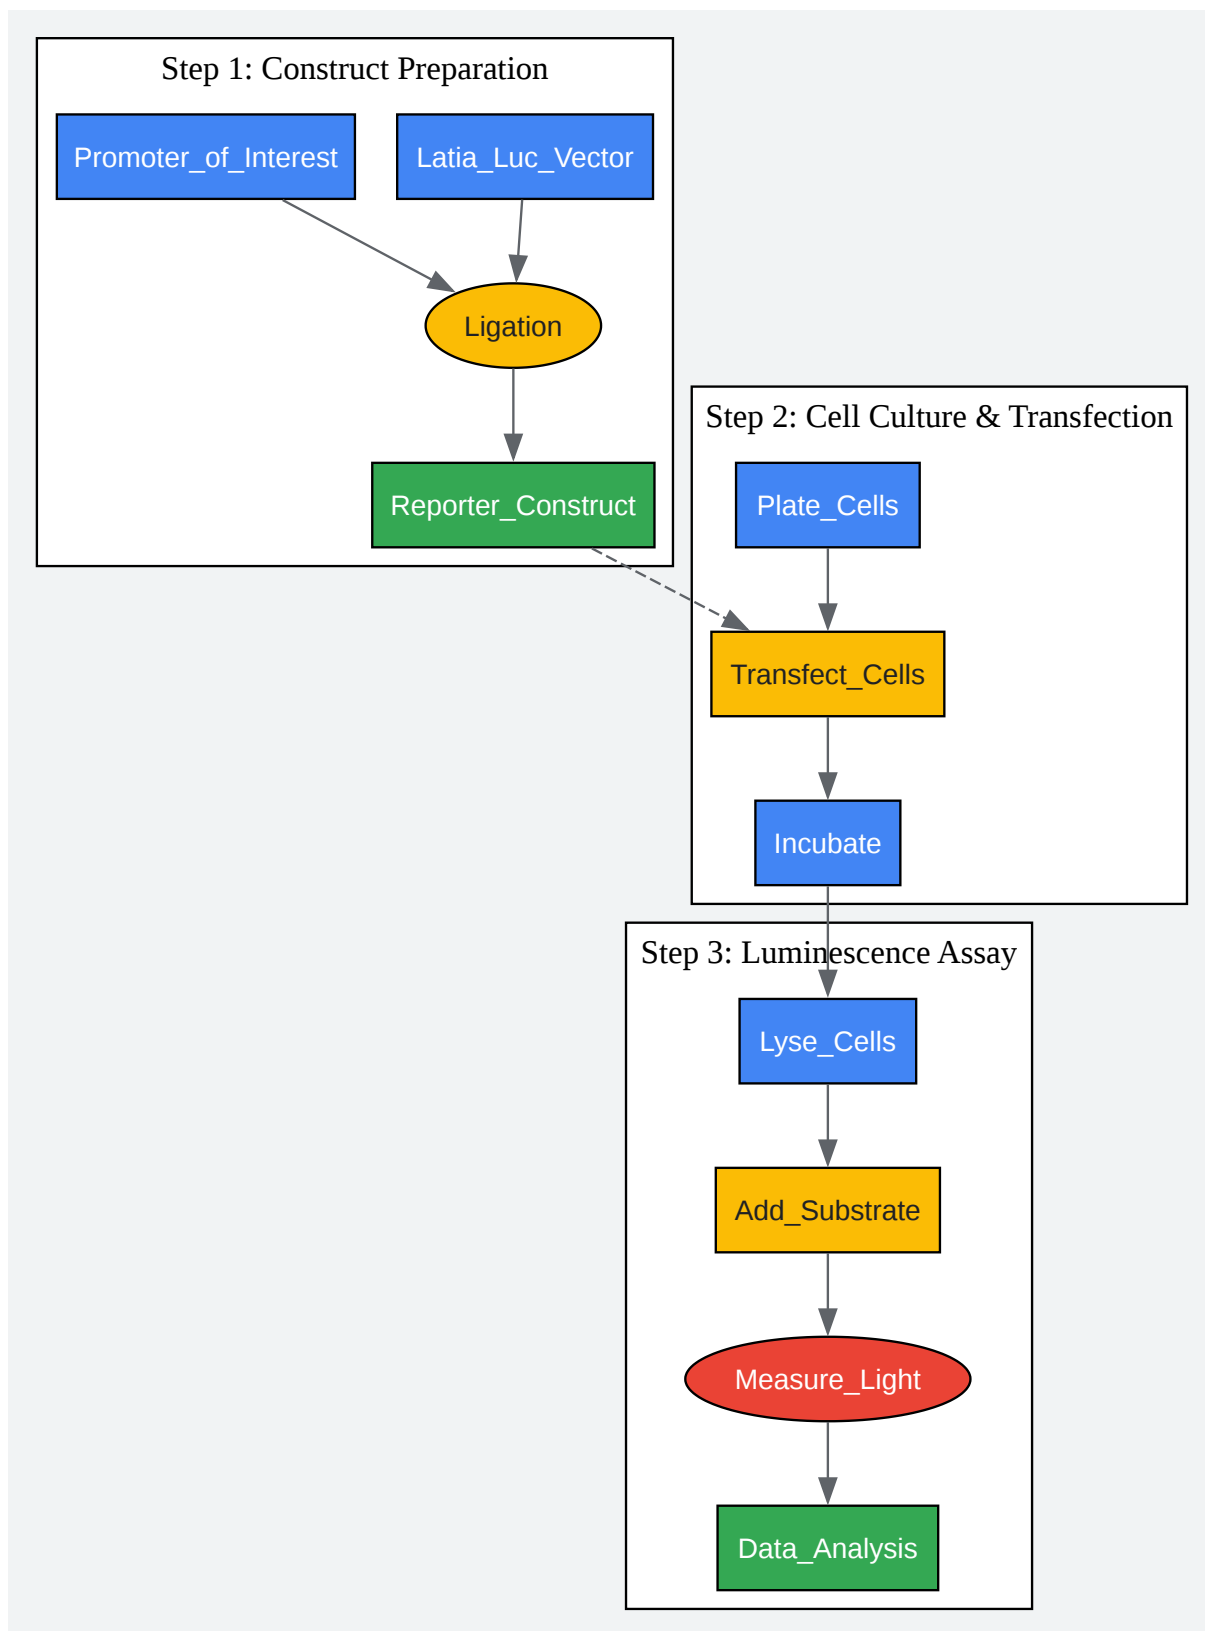 Step 1: Construct Preparation
Promoter_of_Interest
Latia_Luc_Vector
Ligation
Reporter_Construct
Step 2: Cell Culture & Transfection
Plate_Cells
Transfect_Cells
Incubate
Step 3: Luminescence Assay
Lyse_Cells
Add_Substrate
Measure_Light
Data_Analysis